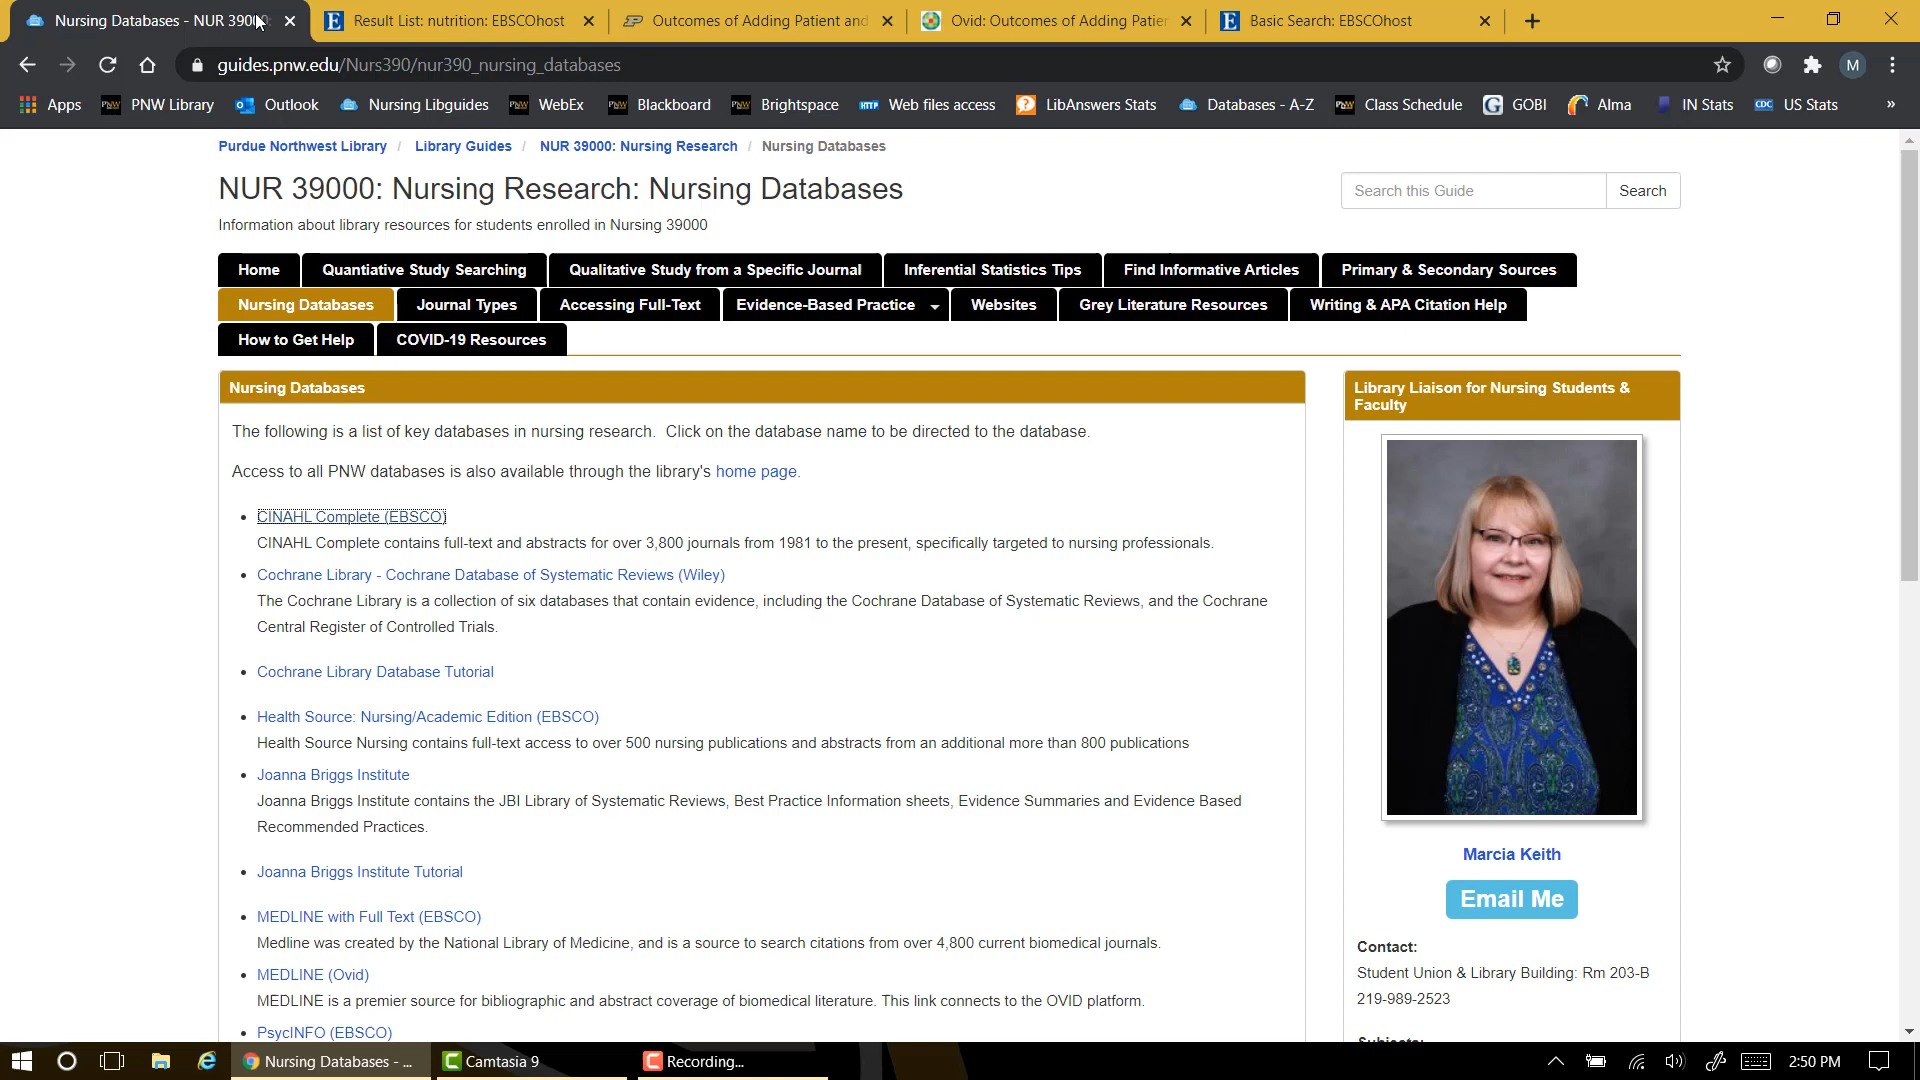 Nursing Databases - NUR 39000: Result List: nutrition: EBSCOhost Outcomes of Adding Patient and Ovid: Outcomes of Adding Patier Basic Search: EBSCOhost
guides.pnw.edu/Nurs390/nur390_nursing_databases M
Apps PNW Library Outlook Nursing Libguides WebEx Blackboard Brightspace Web files access LibAnswers Stats Databases - A-Z Class Schedule GOBI Alma IN Stats US Stats »
Purdue Northwest Library / Library Guides / NUR 39000: Nursing Research / Nursing Databases
NUR 39000: Nursing Research: Nursing Databases
Search this Guide Search
Information about library resources for students enrolled in Nursing 39000
Home Quantiative Study Searching Qualitative Study from a Specific Journal Inferential Statistics Tips Find Informative Articles Primary & Secondary Sources
Nursing Databases Journal Types Accessing Full-Text Evidence-Based Practice Websites Grey Literature Resources Writing & APA Citation Help
How to Get Help COVID-19 Resources
Nursing Databases
The following is a list of key databases in nursing research. Click on the database name to be directed to the database.
Access to all PNW databases is also available through the library's home page.
CINAHL Complete (EBSCO)
CINAHL Complete contains full-text and abstracts for over 3,800 journals from 1981 to the present, specifically targeted to nursing professionals.
Cochrane Library - Cochrane Database of Systematic Reviews (Wiley)
The Cochrane Library is a collection of six databases that contain evidence, including the Cochrane Database of Systematic Reviews, and the Cochrane
Central Register of Controlled Trials.
Cochrane Library Database Tutorial
Health Source: Nursing/Academic Edition (EBSCO)
Health Source Nursing contains full-text access to over 500 nursing publications and abstracts from an additional more than 800 publications
Joanna Briggs Institute
Joanna Briggs Institute contains the JBI Library of Systematic Reviews, Best Practice Information sheets, Evidence Summaries and Evidence Based
Recommended Practices.
Joanna Briggs Institute Tutorial
MEDLINE with Full Text (EBSCO)
Medline was created by the National Library of Medicine, and is a source to search citations from over 4,800 current biomedical journals.
MEDLINE (Ovid)
MEDLINE is a premier source for bibliographic and abstract coverage of biomedical literature. This link connects to the OVID platform.
PsycINFO (EBSCO)
Library Liaison for Nursing Students &
Faculty
Marcia Keith
Email Me
Contact:
Student Union & Library Building: Rm 203-B
219-989-2523
Subjects:
Nursing Databases - ... Camtasia 9 Recording... 2:50 PM